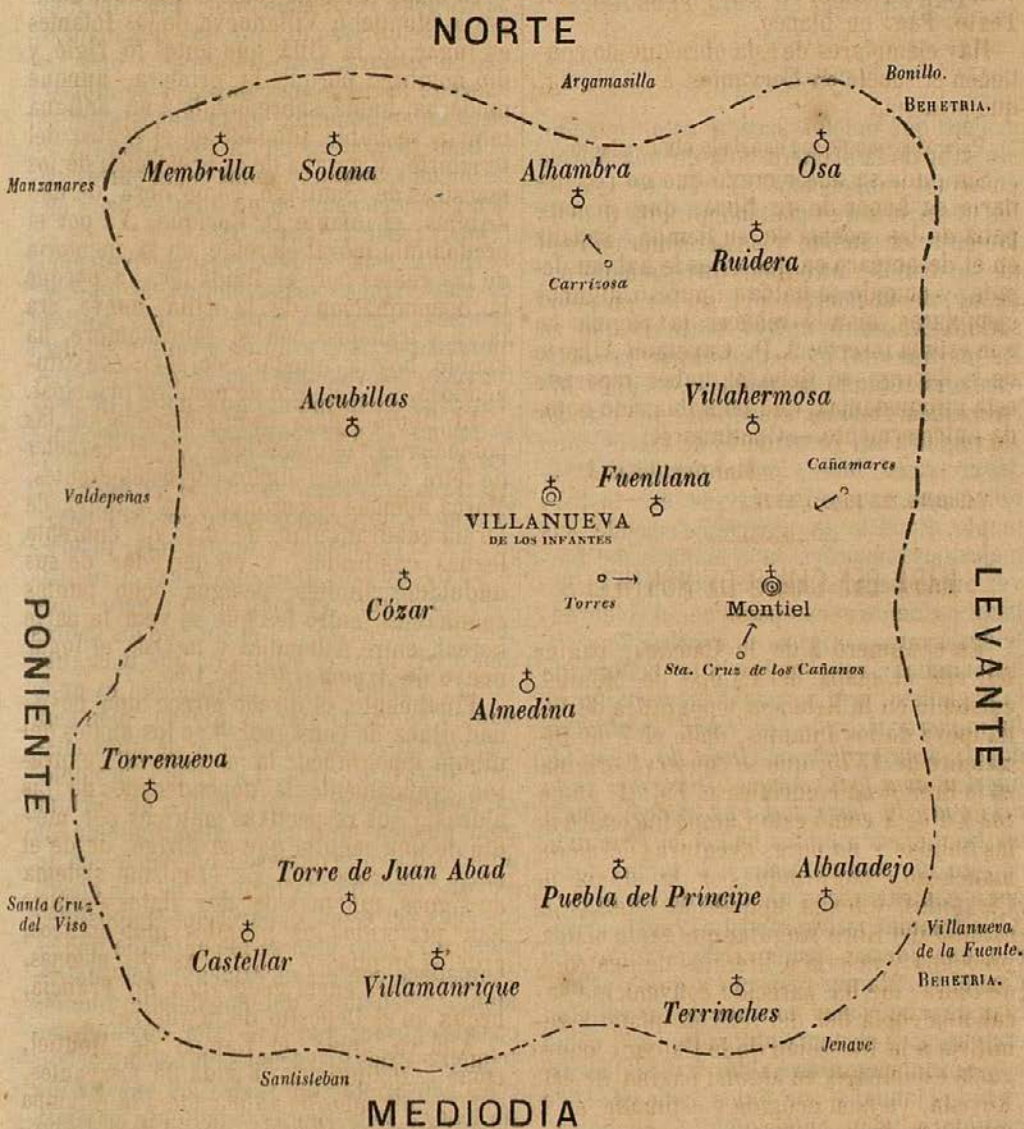 NORTE
Argamasilla
Bonillo.
BEHETRIA.
Manzanares
Membrilla
Solana
Alhambra
Osa
Ruidera
Carrizosa
Alcubillas
Villahermosa
Cañamares
Fuenllana
Valdepeñas
VILLANUEVA
DE LOS INFANTES
PONIENTE
LEVANTE
Cózar
Torres
Montiel
Sta. Cruz de los Cañanos
Almedina
Torrenueva
Torre de Juan Abad
Puebla del Príncipe
Albaladejo
Santa Cruz
del Viso
Castellar
Villamanrique
Villanueva
de la Fuente.
BEHETRIA.
Terrinches
Jenave
Santisteban
MEDIODIA